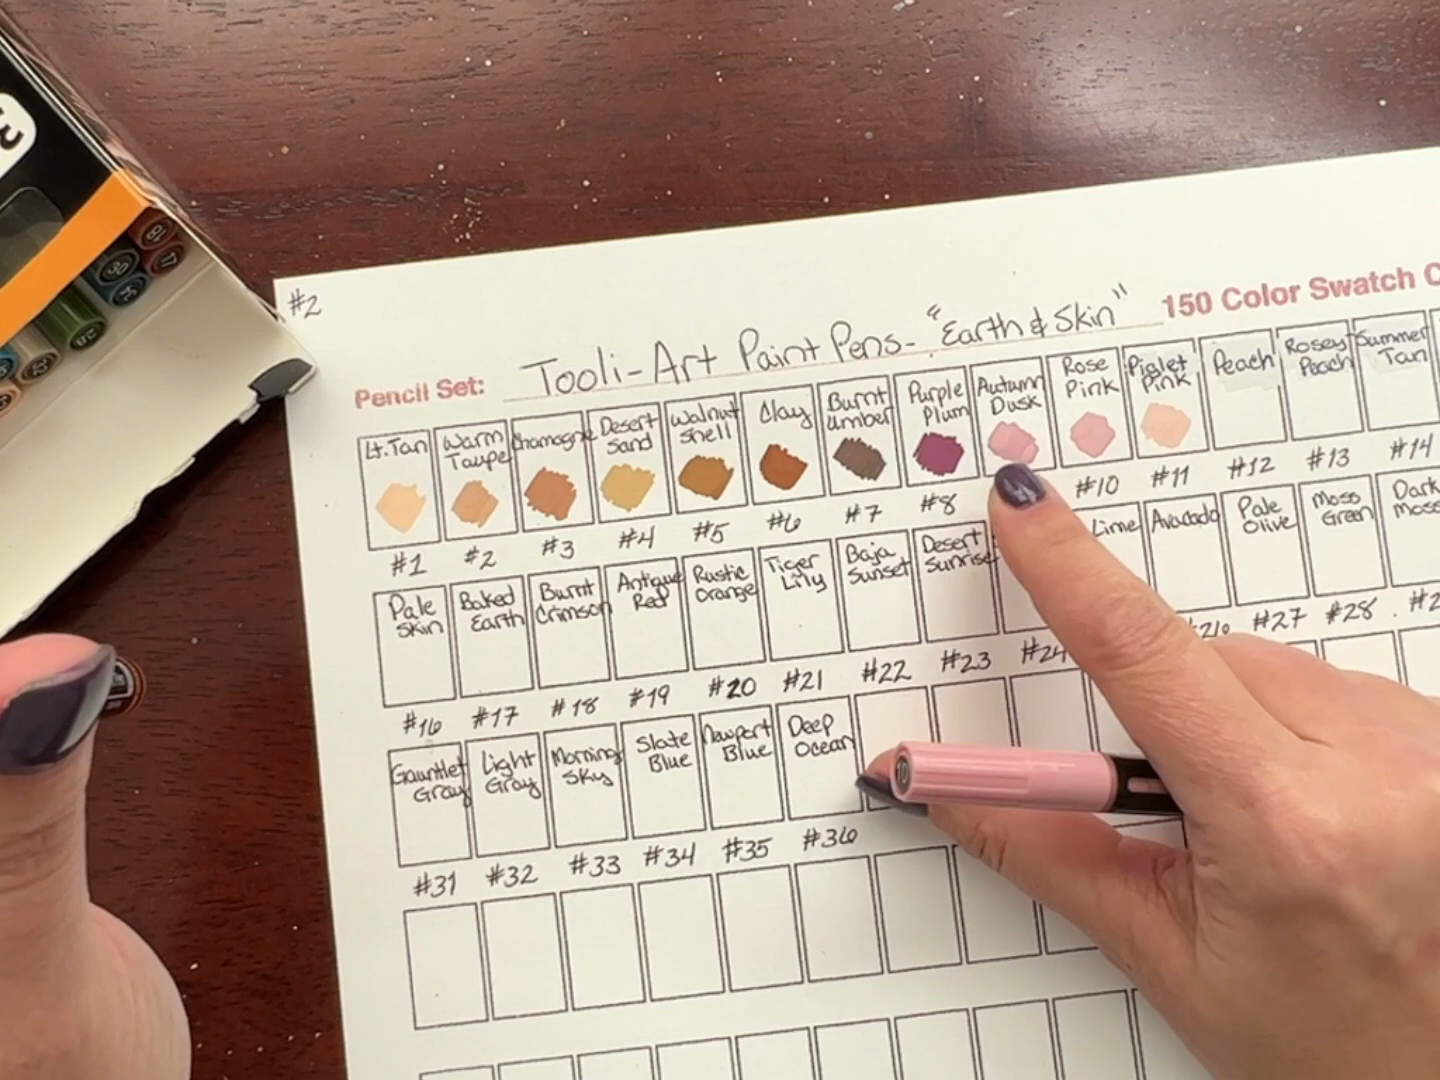 #2
Pencil Set: Tooli-Art Paint Pens- "Earth & Skin" 150 Color Swatch C
Lt. Tan
Warm
Taupe
Chamagne
Desert
Sand
Walnut
Shell
Clay
Burnt
Umber
Purple
Plum
Autumn
Dusk
Rose
Pink
Piglet
Pink
Peach
Rosey
Peach
Summer
Tan
#1 #2 #3 #4 #5 #6 #7 #8 #10 #11 #12 #13 #14
Pale
Skin
Baked
Earth
Burnt
Crimson
Antique
Red
Rustic
Orange
Tiger
Lily
Baja
Sunset
Desert
Sunrise
Lime
Avacado
Pale
Olive
Moss
Green
Dark
Moss
#16 #17 #18 #19 #20 #21 #22 #23 #24 #27 #28
Gauntlet
Gray
Light
Gray
Morning
Sky
Slate
Blue
Newport
Blue
Deep
Ocean
#31 #32 #33 #34 #35 #36
10
30
17